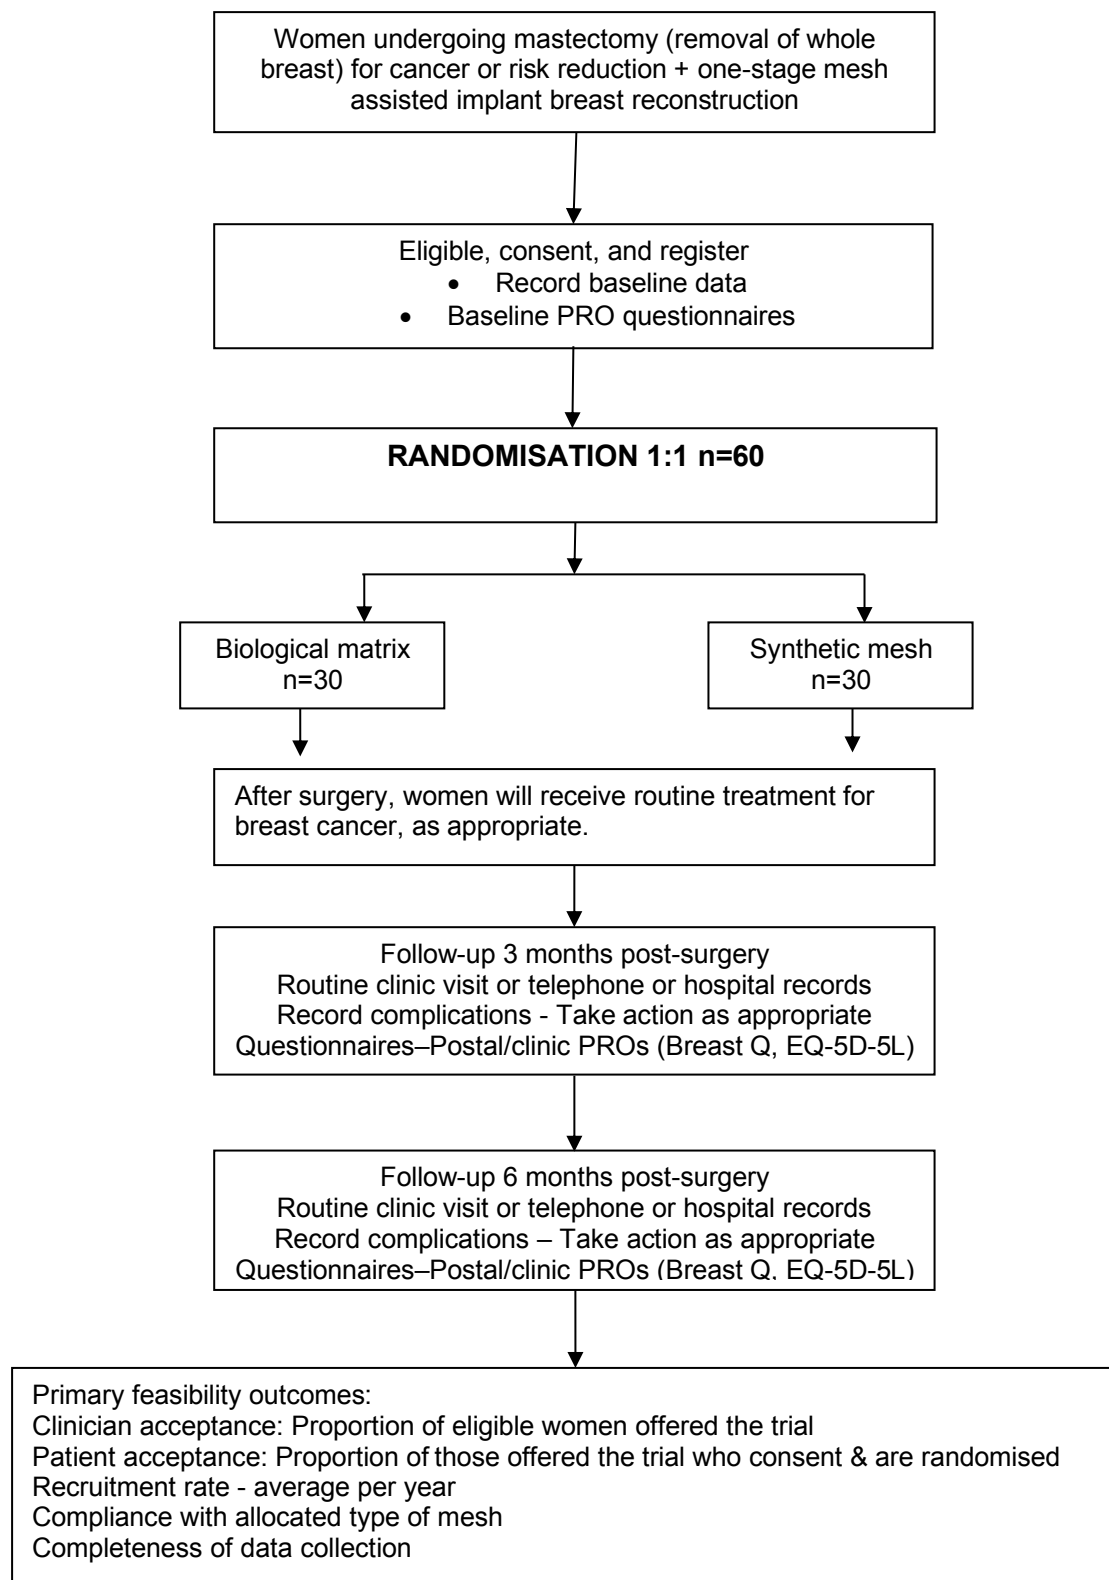 Women undergoing mastectomy (removal of whole
breast) for cancer or risk reduction + one-stage mesh
assisted implant breast reconstruction
Eligible, consent, and register
• Record baseline data
• Baseline PRO questionnaires
RANDOMISATION 1:1 n=60
Biological matrix
n=30
Synthetic mesh
n=30
After surgery, women will receive routine treatment for
breast cancer, as appropriate.
Follow-up 3 months post-surgery
Routine clinic visit or telephone or hospital records
Record complications - Take action as appropriate
Questionnaires–Postal/clinic PROs (Breast Q, EQ-5D-5L)
Follow-up 6 months post-surgery
Routine clinic visit or telephone or hospital records
Record complications – Take action as appropriate
Questionnaires–Postal/clinic PROs (Breast Q, EQ-5D-5L)
Primary feasibility outcomes:
Clinician acceptance: Proportion of eligible women offered the trial
Patient acceptance: Proportion of those offered the trial who consent & are randomised
Recruitment rate - average per year
Compliance with allocated type of mesh
Completeness of data collection